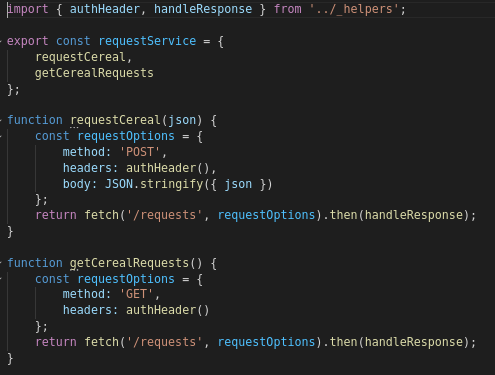 import { authHeader, handleResponse } from '../_helpers';
export const requestService = {
requestCereal,
getCerealRequests
};
function requestCereal(json) {
const requestOptions = {
method: 'POST',
headers: authHeader(),
body: JSON.stringify({ json })
};
return fetch('/requests', requestOptions).then(handleResponse);
}
function getCerealRequests() {
const requestOptions = {
method: 'GET',
headers: authHeader()
};
return fetch('/requests', requestOptions).then(handleResponse);
}